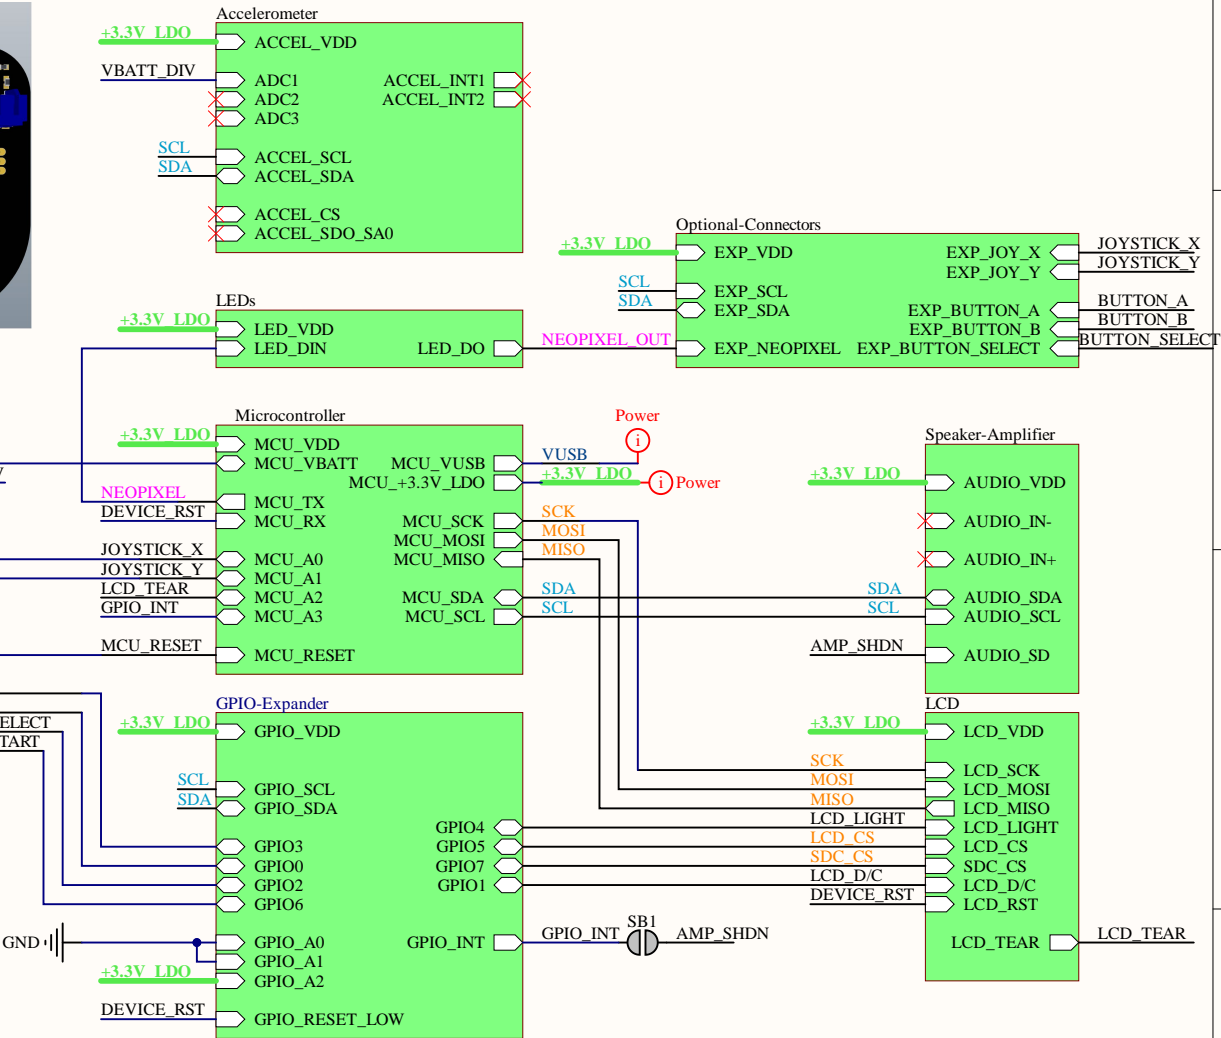 Accelerometer
+3.3V_LDO
ACCEL_VDD
VBATT_DIV
ADC1
ACCEL_INT1
ADC2
ACCEL_INT2
ADC3
SCL
ACCEL_SCL
SDA
ACCEL_SDA
ACCEL_CS
ACCEL_SDO_SA0
Optional-Connectors
+3.3V_LDO
EXP_VDD
EXP_JOY_X
JOYSTICK_X
EXP_JOY_Y
JOYSTICK_Y
SCL
EXP_SCL
SDA
EXP_SDA
EXP_BUTTON_A
BUTTON_A
EXP_BUTTON_B
BUTTON_B
EXP_NEOPIXEL
EXP_BUTTON_SELECT
BUTTON_SELECT
LEDs
+3.3V_LDO
LED_VDD
LED_DIN
LED_DO
NEOPIXEL_OUT
Microcontroller
+3.3V_LDO
MCU_VDD
MCU_VBATT
MCU_VUSB
VUSB
Power
i
MCU_+3.3V_LDO
+3.3V_LDO
i
Power
NEOPIXEL
MCU_TX
DEVICE_RST
MCU_RX
MCU_SCK
SCK
MCU_MOSI
MOSI
JOYSTICK_X
MCU_A0
MCU_MISO
MISO
JOYSTICK_Y
MCU_A1
LCD_TEAR
MCU_A2
MCU_SDA
SDA
GPIO_INT
MCU_A3
MCU_SCL
SCL
MCU_RESET
MCU_RESET
Speaker-Amplifier
+3.3V_LDO
AUDIO_VDD
AUDIO_IN-
AUDIO_IN+
SDA
AUDIO_SDA
SCL
AUDIO_SCL
AMP_SHDN
AUDIO_SD
GPIO-Expander
+3.3V_LDO
GPIO_VDD
ELECT
TART
SCL
GPIO_SCL
SDA
GPIO_SDA
GPIO4
GPIO3
GPIO5
GPIO0
GPIO7
GPIO2
GPIO1
GPIO6
GND
GPIO_A0
GPIO_INT
GPIO_INT
SB1
AMP_SHDN
GPIO_A1
+3.3V_LDO
GPIO_A2
DEVICE_RST
GPIO_RESET_LOW
LCD
+3.3V_LDO
LCD_VDD
SCK
LCD_SCK
MOSI
LCD_MOSI
MISO
LCD_MISO
LCD_LIGHT
LCD_LIGHT
LCD_CS
LCD_CS
SDC_CS
SDC_CS
LCD_D/C
LCD_D/C
DEVICE_RST
LCD_RST
LCD_TEAR
LCD_TEAR